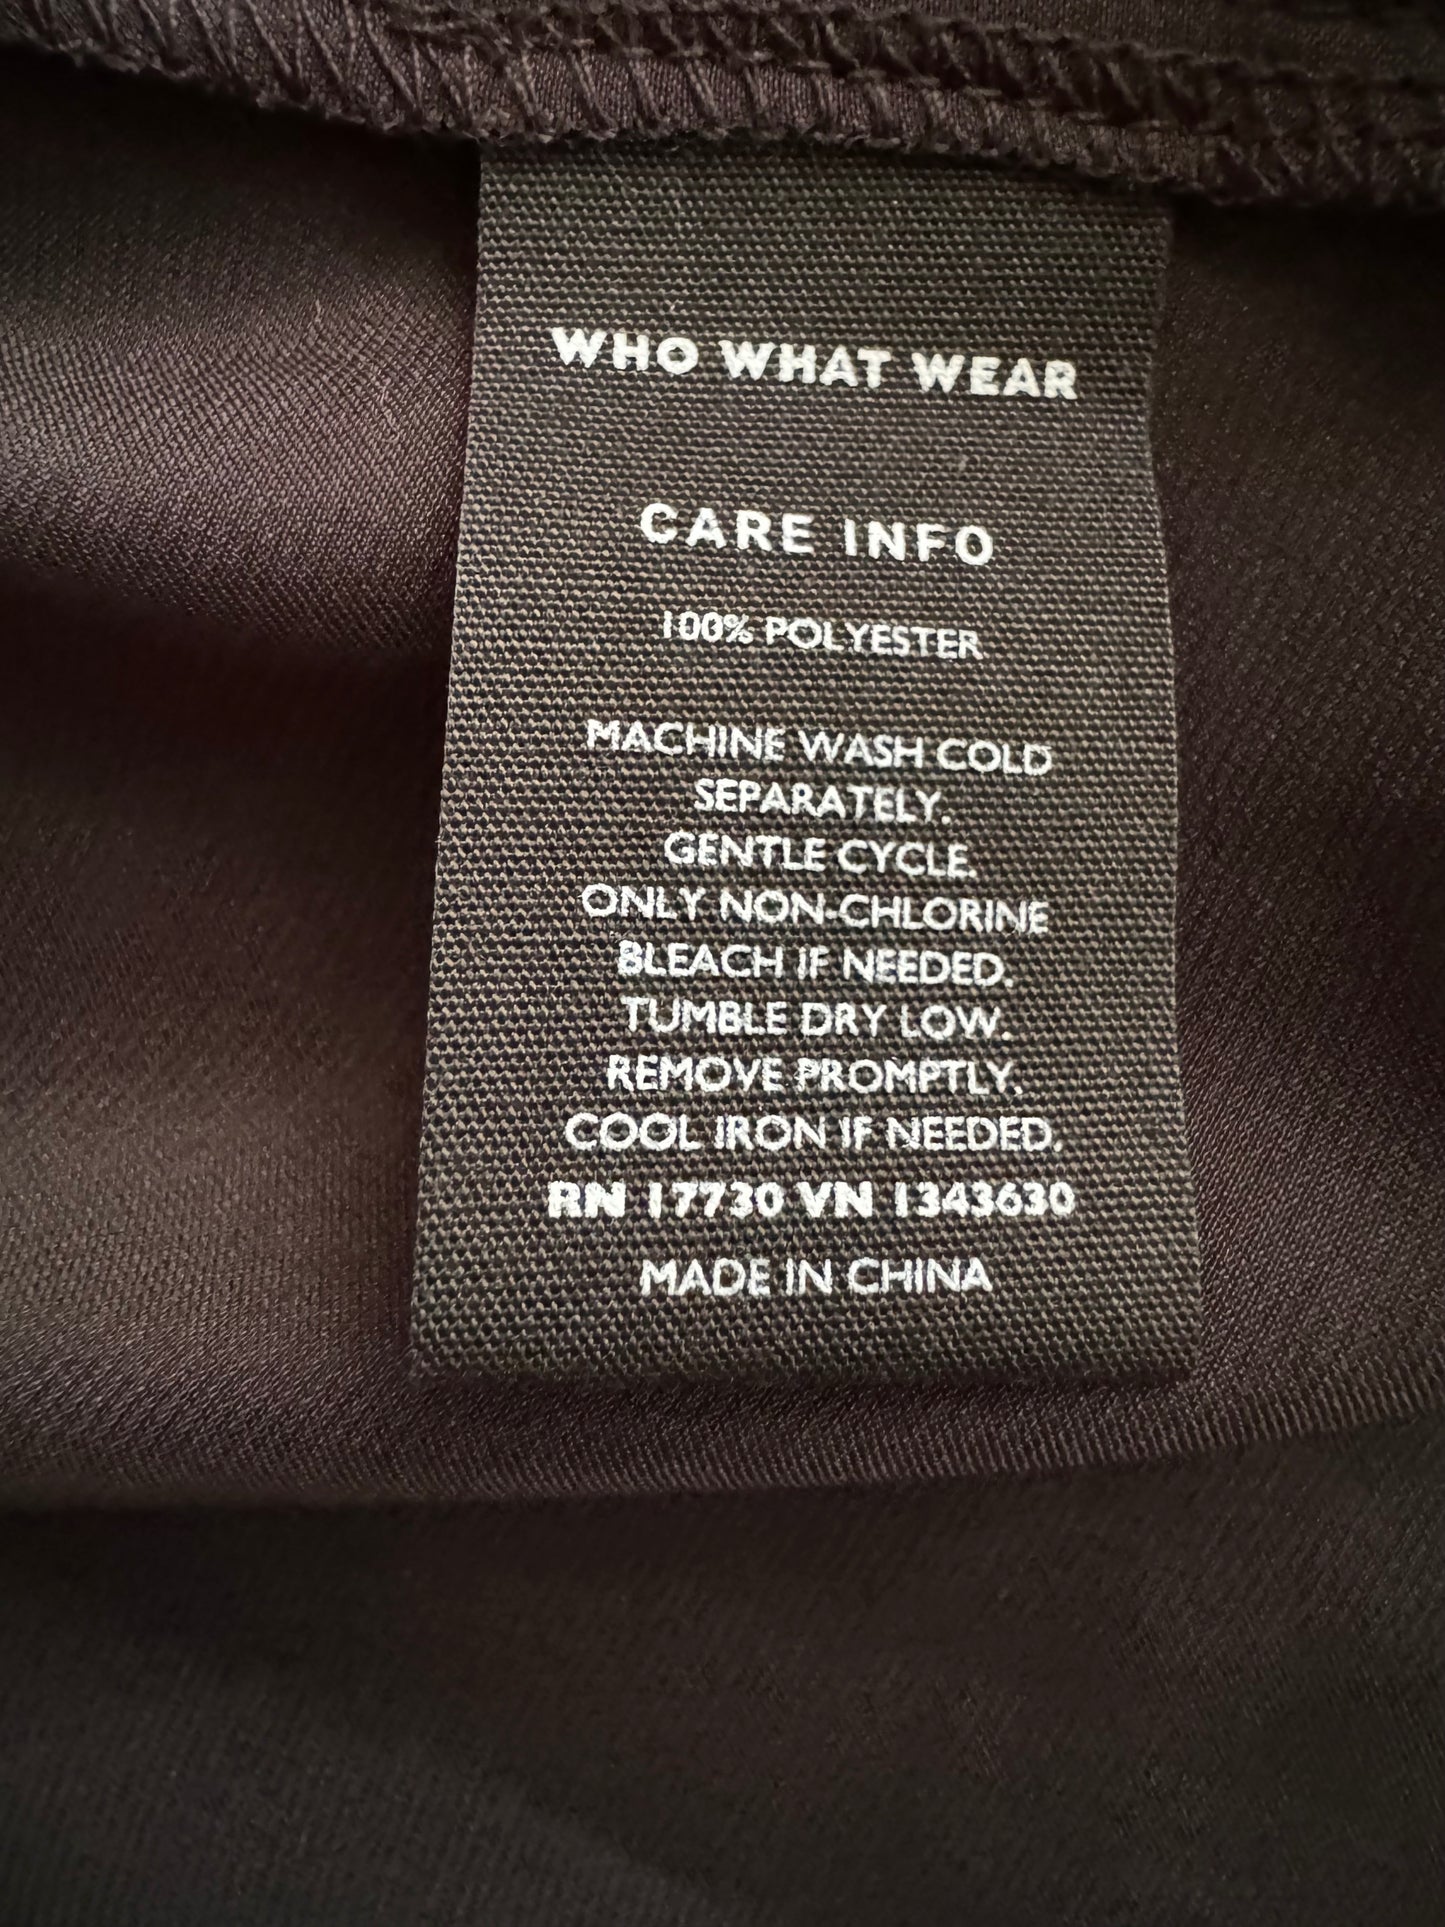 WHO WHAT WEAR
CARE INFO
100% POLYESTER
MACHINE WASH COLD
SEPARATELY.
GENTLE CYCLE.
ONLY NON-CHLORINE
BLEACH IF NEEDED.
TUMBLE DRY LOW.
REMOVE PROMPTLY.
COOL IRON IF NEEDED.
RN 17730 VN 1343630
MADE IN CHINA